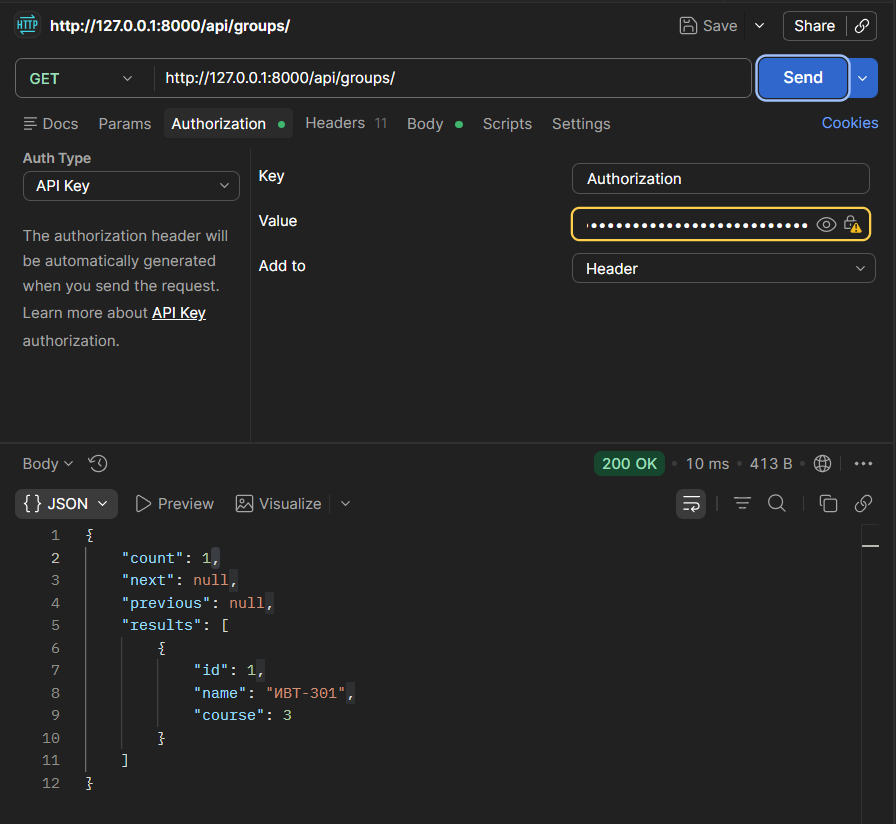 HTTP http://127.0.0.1:8000/api/groups/ Save Share
GET http://127.0.0.1:8000/api/groups/ Send
Docs Params Authorization Headers 11 Body Scripts Settings Cookies
Auth Type
API Key
The authorization header will
be automatically generated
when you send the request.
Learn more about API Key
authorization.
Key Authorization
Value ••••••••••••••••••••••••
Add to Header
Body 200 OK • 10 ms • 413 B
{} JSON Preview Visualize
1 {
2 "count": 1,
3 "next": null,
4 "previous": null,
5 "results": [
6 {
7 "id": 1,
8 "name": "ИВТ-301",
9 "course": 3
10 }
11 ]
12 }